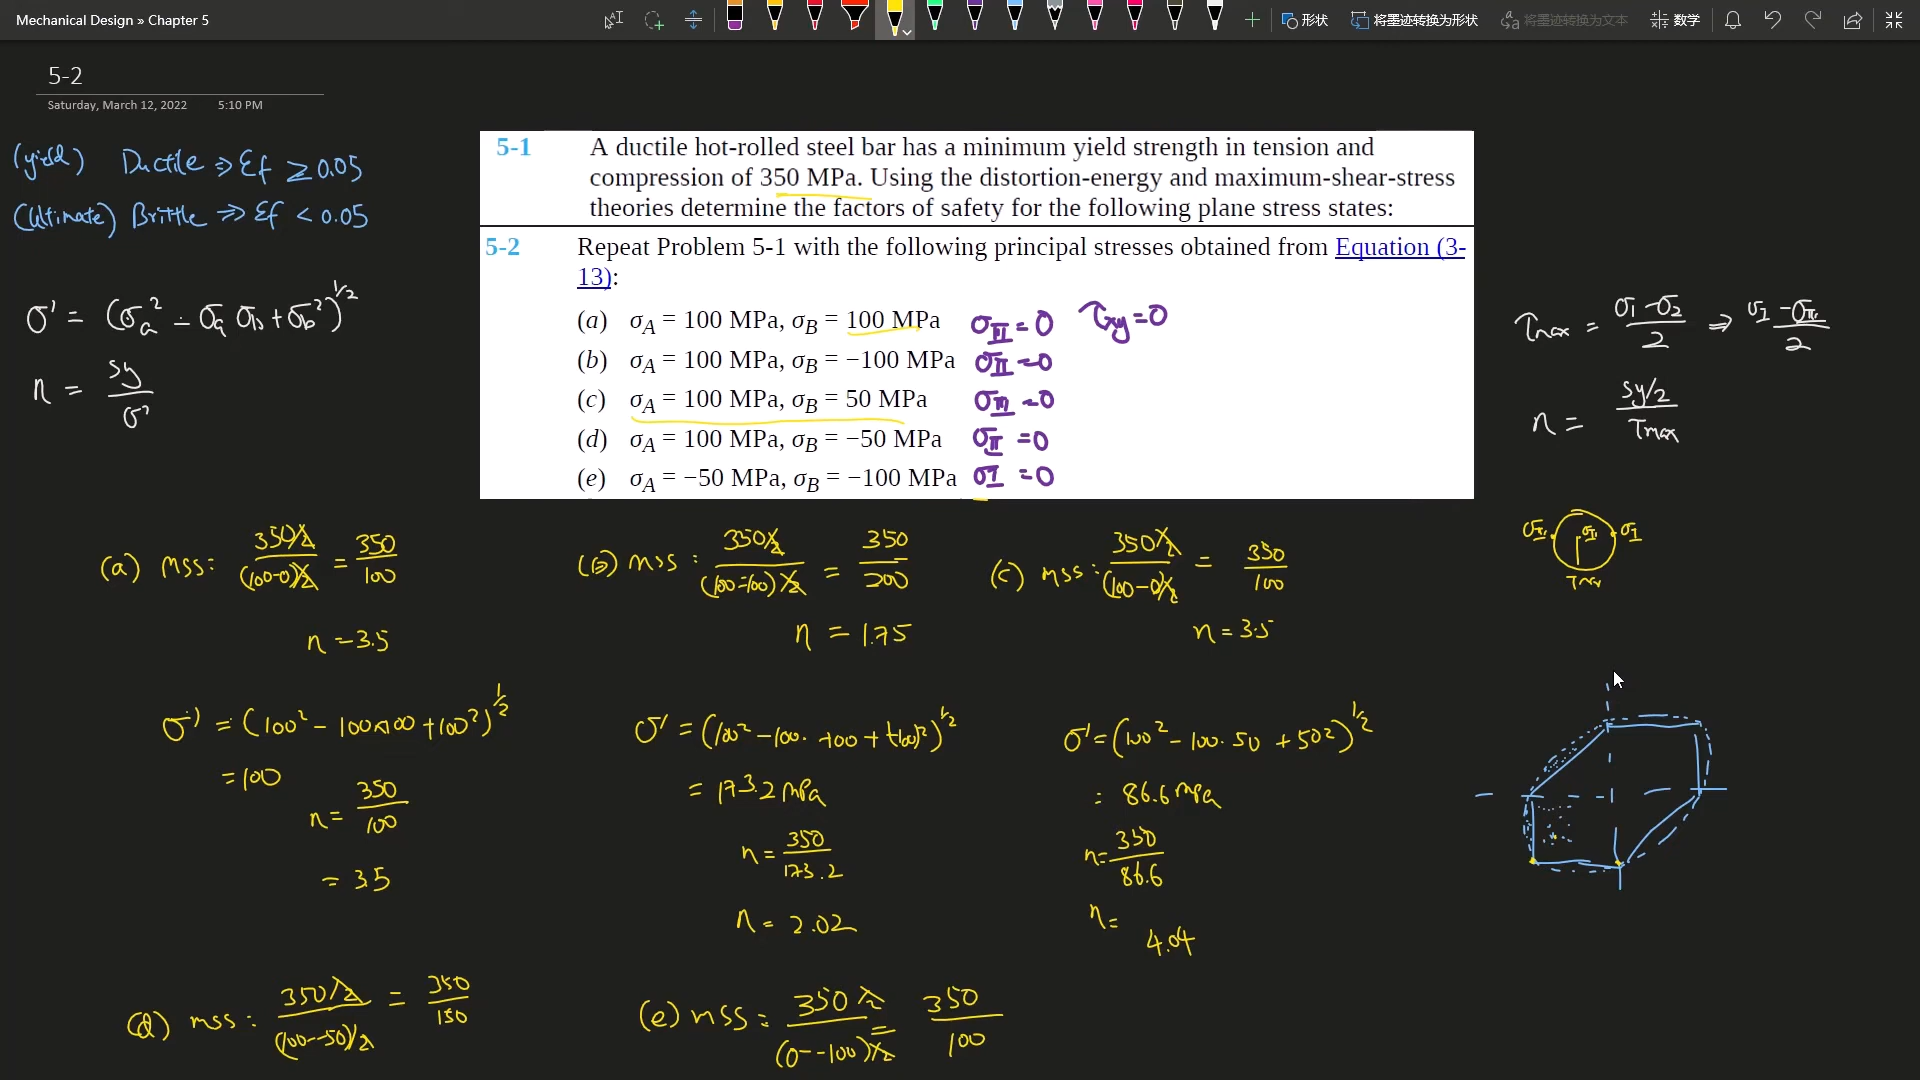 Mechanical Design » Chapter 5
形状
将墨迹转换为形状
将墨迹转换为文本
数学
5-2
Saturday, March 12, 2022 5:10 PM
(yield) Ductile ⇒ εf ≥ 0.05
(Ultimate) Brittle ⇒ εf < 0.05
σ' = (σa² - σa σb + σb²)^1/2
n = Sy/σ'
5-1 A ductile hot-rolled steel bar has a minimum yield strength in tension and
compression of 350 MPa. Using the distortion-energy and maximum-shear-stress
theories determine the factors of safety for the following plane stress states:
5-2 Repeat Problem 5-1 with the following principal stresses obtained from Equation (3-
13):
(a) σA = 100 MPa, σB = 100 MPa σIII = 0 τxy = 0
(b) σA = 100 MPa, σB = −100 MPa σII = 0
(c) σA = 100 MPa, σB = 50 MPa σIII = 0
(d) σA = 100 MPa, σB = −50 MPa σII = 0
(e) σA = −50 MPa, σB = −100 MPa σI = 0
τmax = (σ1 - σ2)/2 ⇒ (σI - σIII)/2
n = (Sy/2)/τmax
σIII σII σI
τmax
(a) mss: (350/2)/((100-0)/2) = 350/100
n = 3.5
σ' = (100² - 100×100 + 100²)^1/2
= 100
n = 350/100
= 3.5
(b) mss: (350/2)/((100--100)/2) = 350/200
n = 1.75
σ' = (100² - 100·-100 + (-100)²)^1/2
= 173.2 mPa
n = 350/173.2
n = 2.02
(c) mss: (350/2)/((100-0)/2) = 350/100
n = 3.5
σ' = (100² - 100·50 + 50²)^1/2
= 86.6 mPa
n = 350/86.6
n =
4.04
(d) mss: (350/2)/((100--50)/2) = 350/150
(e) mss: (350/2)/((0--100)/2) = 350/100